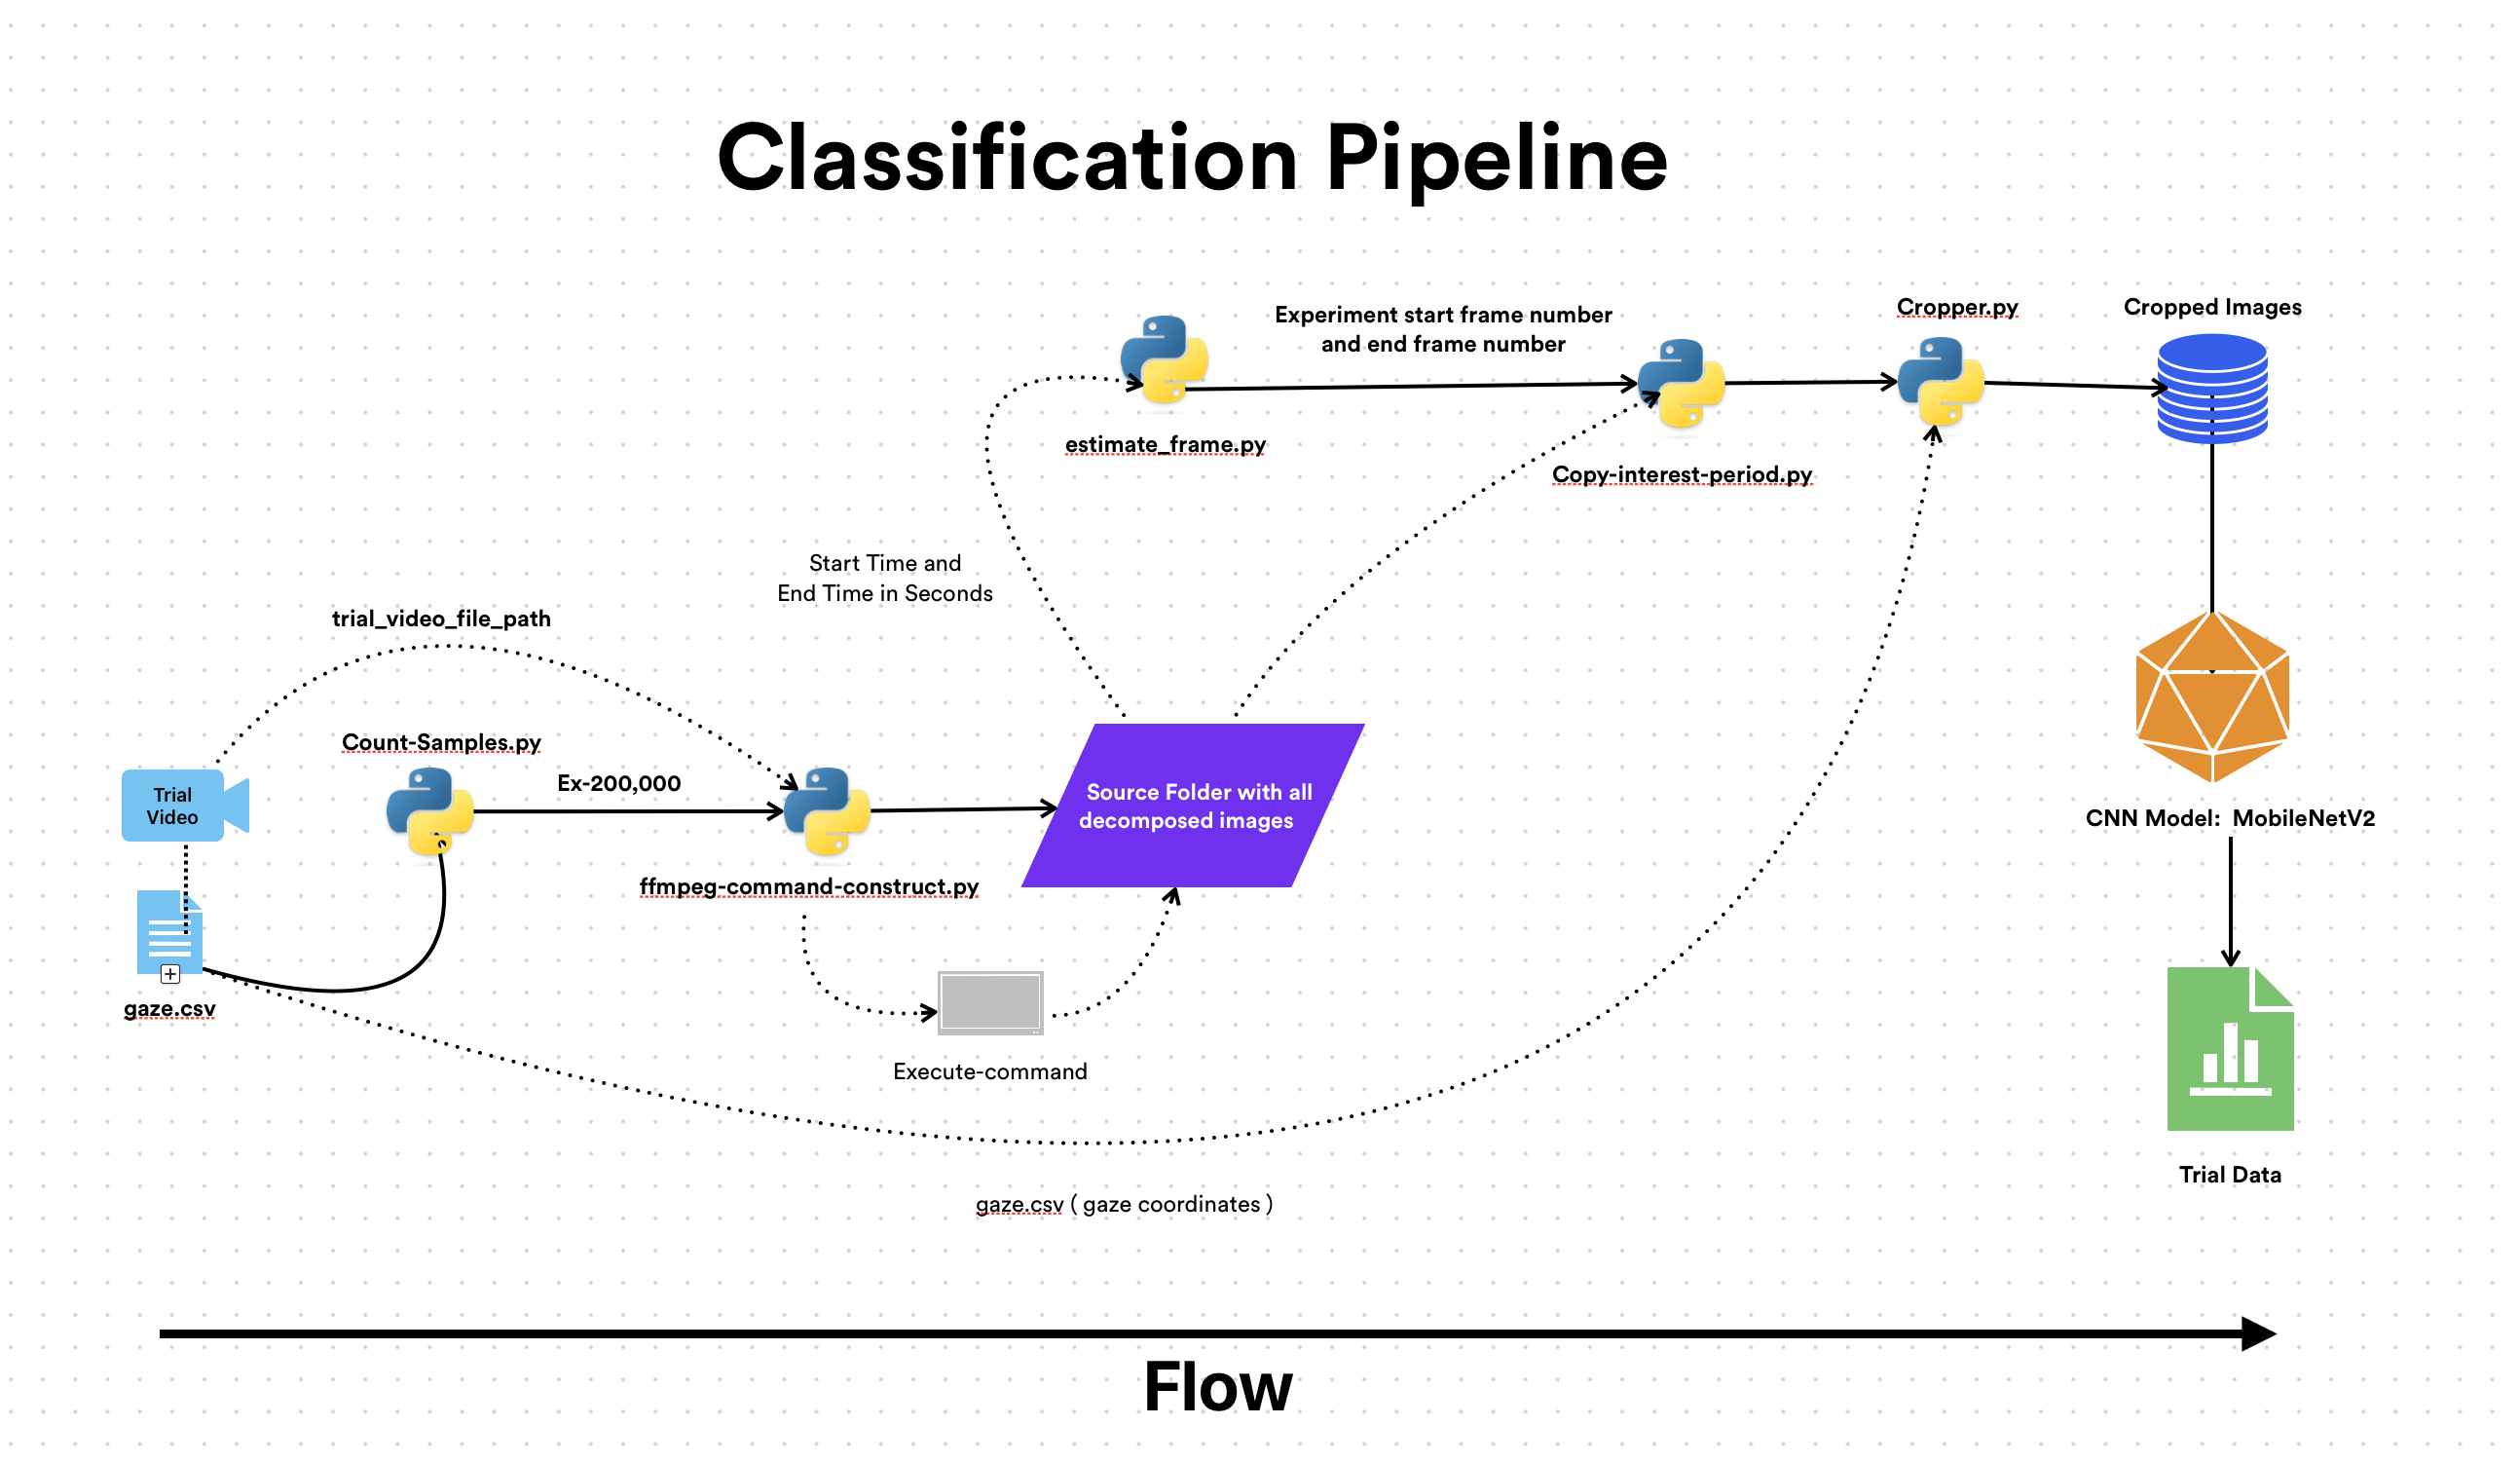 Classification Pipeline
Experiment start frame number
and end frame number
Cropper.py
Cropped Images
estimate_frame.py
Copy-interest-period.py
Start Time and
End Time in Seconds
trial_video_file_path
Count-Samples.py
Ex-200,000
Trial
Video
Source Folder with all
decomposed images
CNN Model:  MobileNetV2
ffmpeg-command-construct.py
gaze.csv
Execute-command
Trial Data
gaze.csv ( gaze coordinates )
Flow